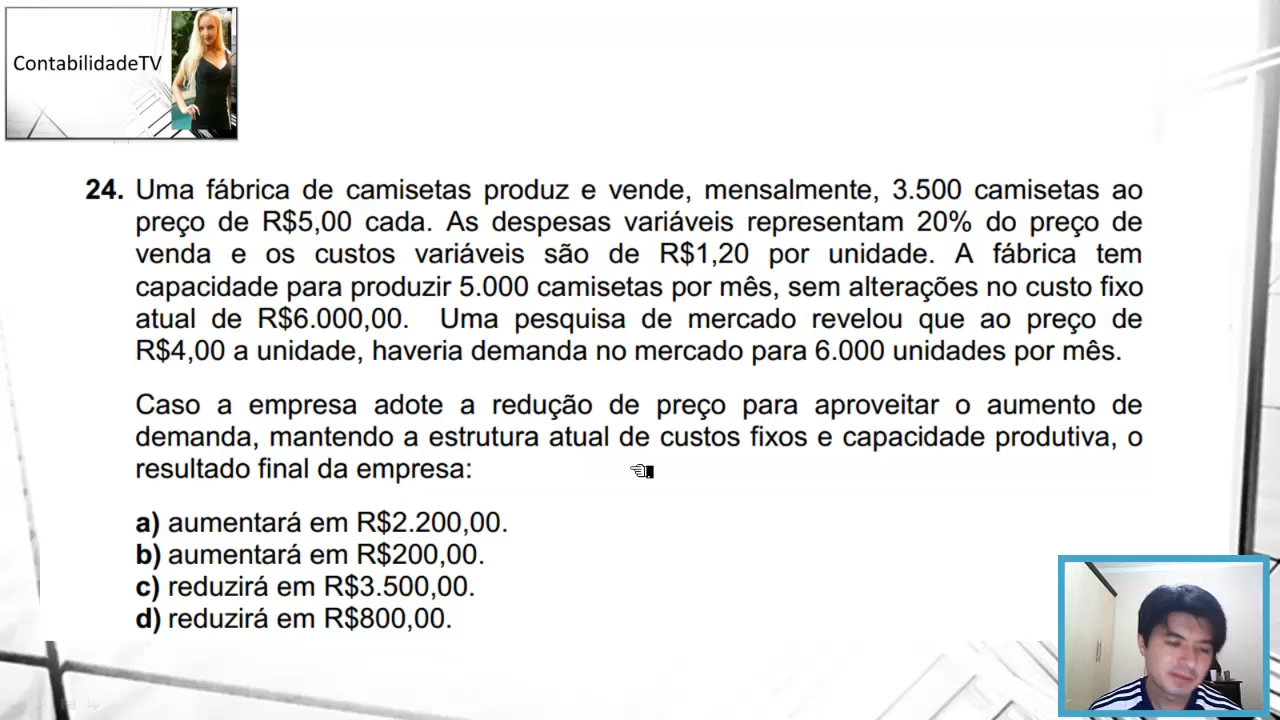 ContabilidadeTV
24. Uma fábrica de camisetas produz e vende, mensalmente, 3.500 camisetas ao
preço de R$5,00 cada. As despesas variáveis representam 20% do preço de
venda e os custos variáveis são de R$1,20 por unidade. A fábrica tem
capacidade para produzir 5.000 camisetas por mês, sem alterações no custo fixo
atual de R$6.000,00. Uma pesquisa de mercado revelou que ao preço de
R$4,00 a unidade, haveria demanda no mercado para 6.000 unidades por mês.
Caso a empresa adote a redução de preço para aproveitar o aumento de
demanda, mantendo a estrutura atual de custos fixos e capacidade produtiva, o
resultado final da empresa:
a) aumentará em R$2.200,00.
b) aumentará em R$200,00.
c) reduzirá em R$3.500,00.
d) reduzirá em R$800,00.